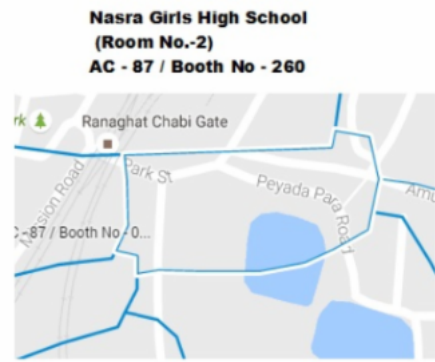 Nasra Girls High School
(Room No.-2)
AC - 87 / Booth No - 260
rk
Ranaghat Chabi Gate
Park St
Mission Road
Peyada Para Road
Amu
C-87 / Booth No - 0...